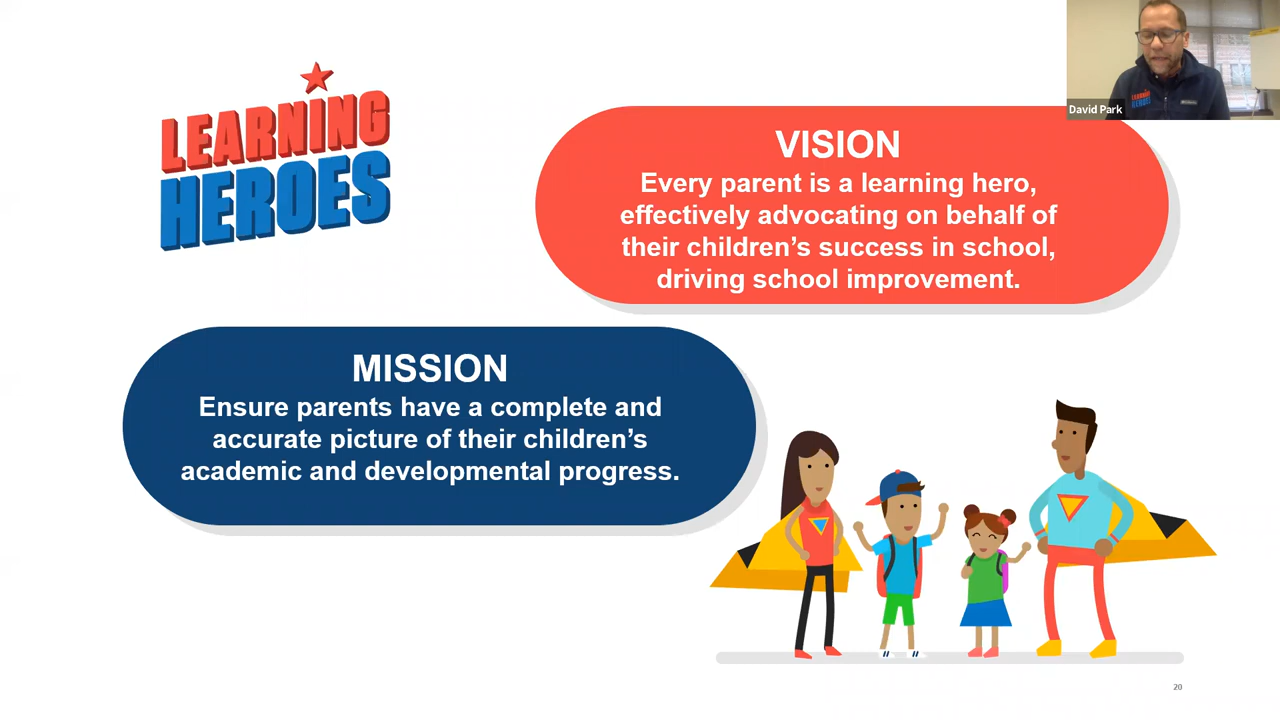 LEARNING
HEROES
David Park
VISION
Every parent is a learning hero,
effectively advocating on behalf of
their children's success in school,
driving school improvement.
MISSION
Ensure parents have a complete and
accurate picture of their children's
academic and developmental progress.
20